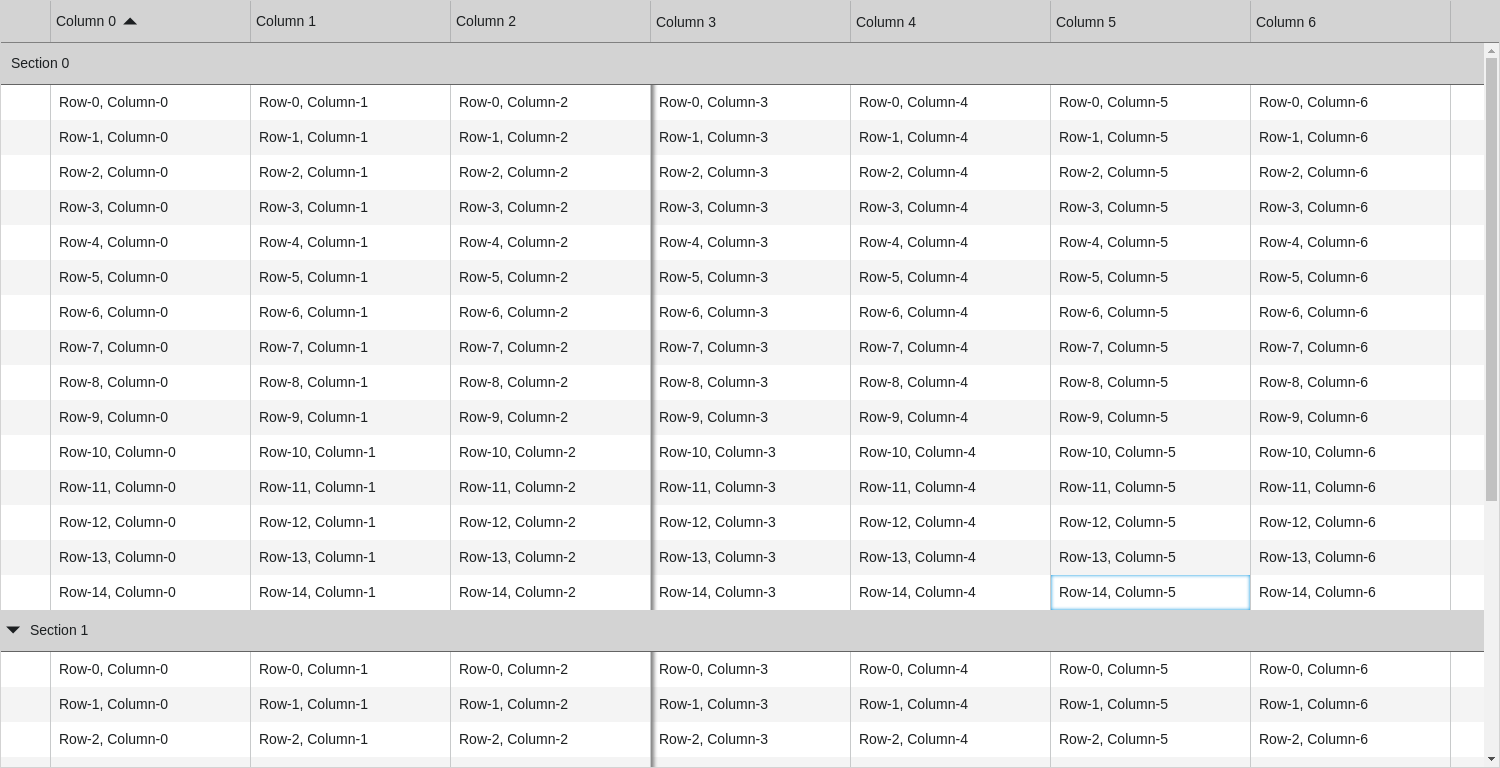 Column 0 Column 1 Column 2 Column 3 Column 4 Column 5 Column 6
Section 0
Row-0, Column-0 Row-0, Column-1 Row-0, Column-2 Row-0, Column-3 Row-0, Column-4 Row-0, Column-5 Row-0, Column-6
Row-1, Column-0 Row-1, Column-1 Row-1, Column-2 Row-1, Column-3 Row-1, Column-4 Row-1, Column-5 Row-1, Column-6
Row-2, Column-0 Row-2, Column-1 Row-2, Column-2 Row-2, Column-3 Row-2, Column-4 Row-2, Column-5 Row-2, Column-6
Row-3, Column-0 Row-3, Column-1 Row-3, Column-2 Row-3, Column-3 Row-3, Column-4 Row-3, Column-5 Row-3, Column-6
Row-4, Column-0 Row-4, Column-1 Row-4, Column-2 Row-4, Column-3 Row-4, Column-4 Row-4, Column-5 Row-4, Column-6
Row-5, Column-0 Row-5, Column-1 Row-5, Column-2 Row-5, Column-3 Row-5, Column-4 Row-5, Column-5 Row-5, Column-6
Row-6, Column-0 Row-6, Column-1 Row-6, Column-2 Row-6, Column-3 Row-6, Column-4 Row-6, Column-5 Row-6, Column-6
Row-7, Column-0 Row-7, Column-1 Row-7, Column-2 Row-7, Column-3 Row-7, Column-4 Row-7, Column-5 Row-7, Column-6
Row-8, Column-0 Row-8, Column-1 Row-8, Column-2 Row-8, Column-3 Row-8, Column-4 Row-8, Column-5 Row-8, Column-6
Row-9, Column-0 Row-9, Column-1 Row-9, Column-2 Row-9, Column-3 Row-9, Column-4 Row-9, Column-5 Row-9, Column-6
Row-10, Column-0 Row-10, Column-1 Row-10, Column-2 Row-10, Column-3 Row-10, Column-4 Row-10, Column-5 Row-10, Column-6
Row-11, Column-0 Row-11, Column-1 Row-11, Column-2 Row-11, Column-3 Row-11, Column-4 Row-11, Column-5 Row-11, Column-6
Row-12, Column-0 Row-12, Column-1 Row-12, Column-2 Row-12, Column-3 Row-12, Column-4 Row-12, Column-5 Row-12, Column-6
Row-13, Column-0 Row-13, Column-1 Row-13, Column-2 Row-13, Column-3 Row-13, Column-4 Row-13, Column-5 Row-13, Column-6
Row-14, Column-0 Row-14, Column-1 Row-14, Column-2 Row-14, Column-3 Row-14, Column-4 Row-14, Column-5 Row-14, Column-6
Section 1
Row-0, Column-0 Row-0, Column-1 Row-0, Column-2 Row-0, Column-3 Row-0, Column-4 Row-0, Column-5 Row-0, Column-6
Row-1, Column-0 Row-1, Column-1 Row-1, Column-2 Row-1, Column-3 Row-1, Column-4 Row-1, Column-5 Row-1, Column-6
Row-2, Column-0 Row-2, Column-1 Row-2, Column-2 Row-2, Column-3 Row-2, Column-4 Row-2, Column-5 Row-2, Column-6